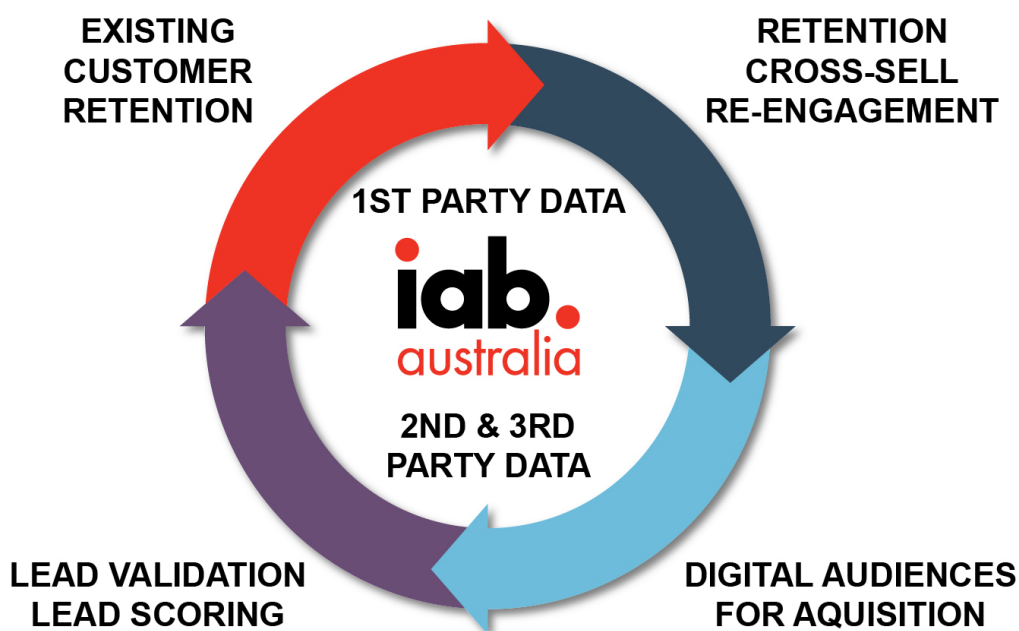 EXISTING
CUSTOMER
RETENTION
RETENTION
CROSS-SELL
RE-ENGAGEMENT
1ST PARTY DATA
iab.
australia
2ND & 3RD
PARTY DATA
LEAD VALIDATION
LEAD SCORING
DIGITAL AUDIENCES
FOR AQUISITION